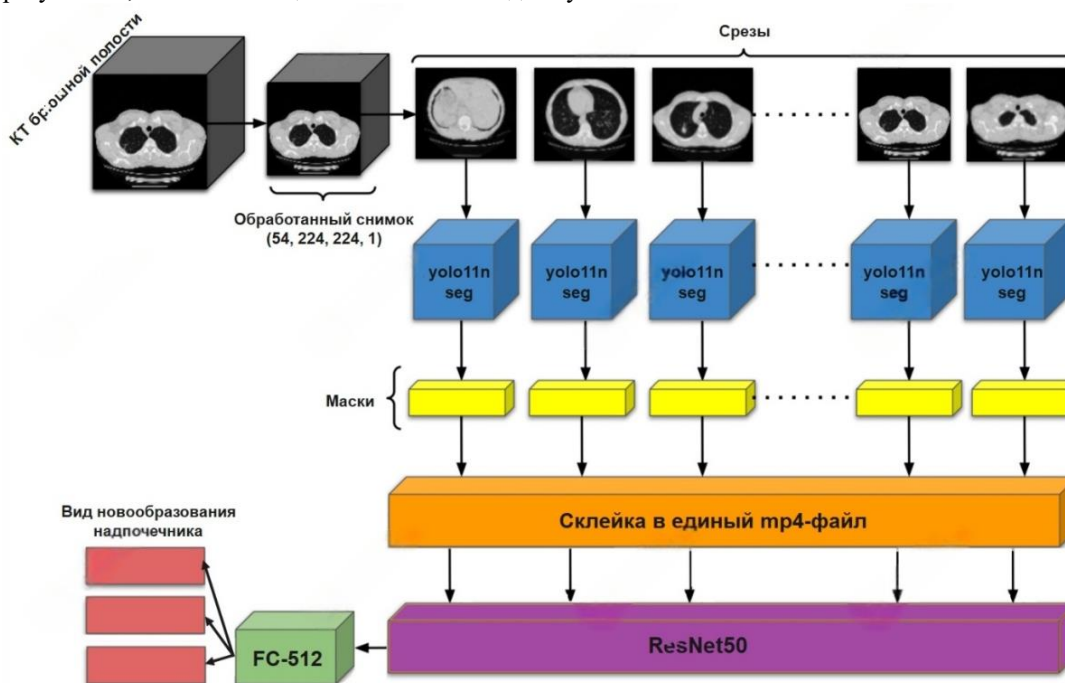 Срезы
КТ брюшной полости
Обработанный снимок
(54, 224, 224, 1)
yolo11n
seg
yolo11n
seg
yolo11n
seg
yolo11n
seg
yolo11n
seg
Маски
Склейка в единый mp4-файл
Вид новообразования
надпочечника
FC-512
ResNet50